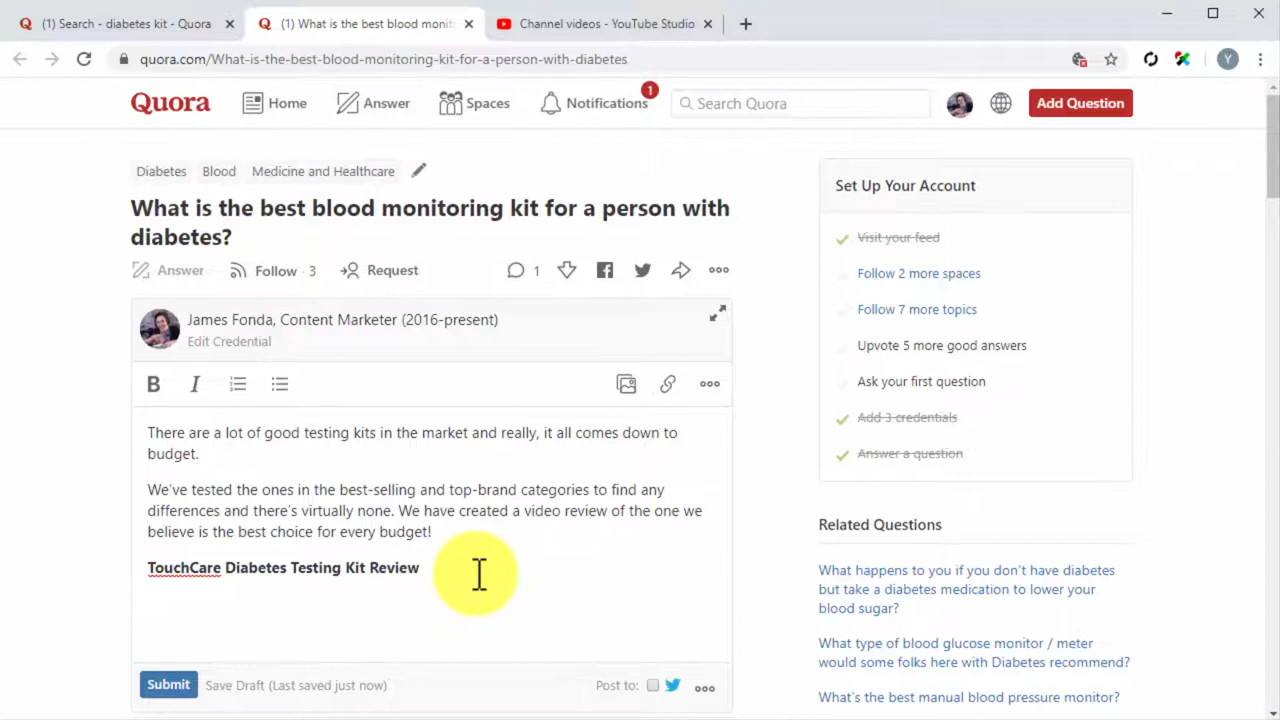 (1) Search - diabetes kit - Quora
(1) What is the best blood monit
Channel videos - YouTube Studio
quora.com/What-is-the-best-blood-monitoring-kit-for-a-person-with-diabetes
Y
Quora
Home
Answer
Spaces
Notifications
1
Search Quora
Add Question
Diabetes
Blood
Medicine and Healthcare
What is the best blood monitoring kit for a person with
diabetes?
Answer
Follow · 3
Request
1
James Fonda, Content Marketer (2016-present)
Edit Credential
B
I
There are a lot of good testing kits in the market and really, it all comes down to
budget.
We've tested the ones in the best-selling and top-brand categories to find any
differences and there's virtually none. We have created a video review of the one we
believe is the best choice for every budget!
TouchCare Diabetes Testing Kit Review
Submit
Save Draft (Last saved just now)
Post to:
Set Up Your Account
Visit your feed
Follow 2 more spaces
Follow 7 more topics
Upvote 5 more good answers
Ask your first question
Add 3 credentials
Answer a question
Related Questions
What happens to you if you don't have diabetes
but take a diabetes medication to lower your
blood sugar?
What type of blood glucose monitor / meter
would some folks here with Diabetes recommend?
What's the best manual blood pressure monitor?